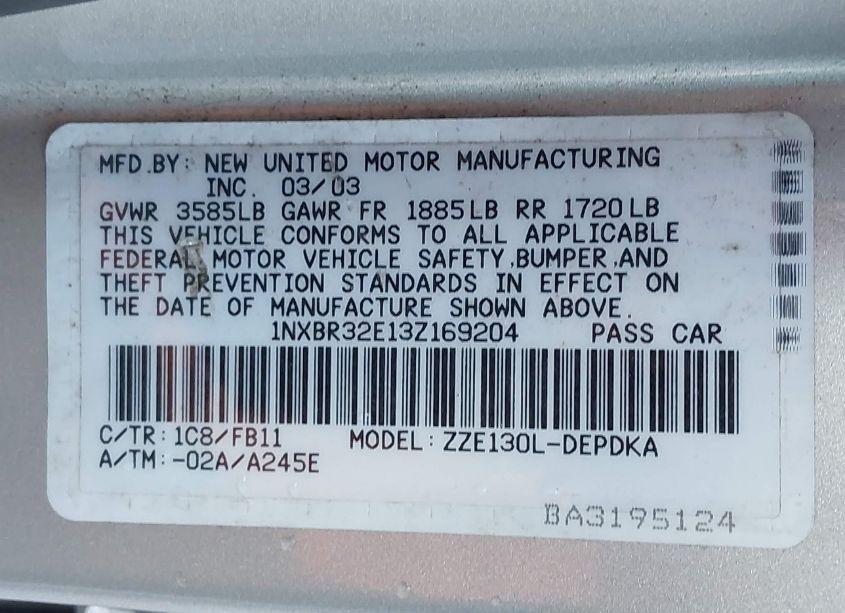 MFD.BY: NEW UNITED MOTOR MANUFACTURING
INC. 03/03
GVWR 3585LB GAWR FR 1885LB RR 1720LB
THIS VEHICLE CONFORMS TO ALL APPLICABLE
FEDERAL MOTOR VEHICLE SAFETY,BUMPER,AND
THEFT PREVENTION STANDARDS IN EFFECT ON
THE DATE OF MANUFACTURE SHOWN ABOVE.
1NXBR32E13Z169204 PASS CAR
C/TR:1C8/FB11 MODEL:ZZE130L-DEPDKA
A/TM:-02A/A245E
BA3195124